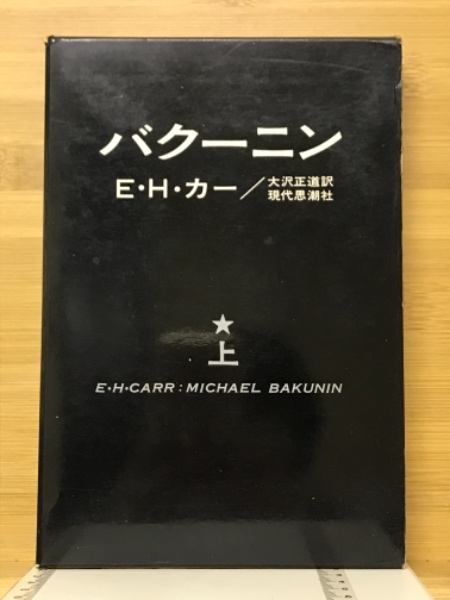 バクーニン
E・H・カー／大沢正道訳
現代思潮社
★
上
E・H・CARR：MICHAEL BAKUNIN